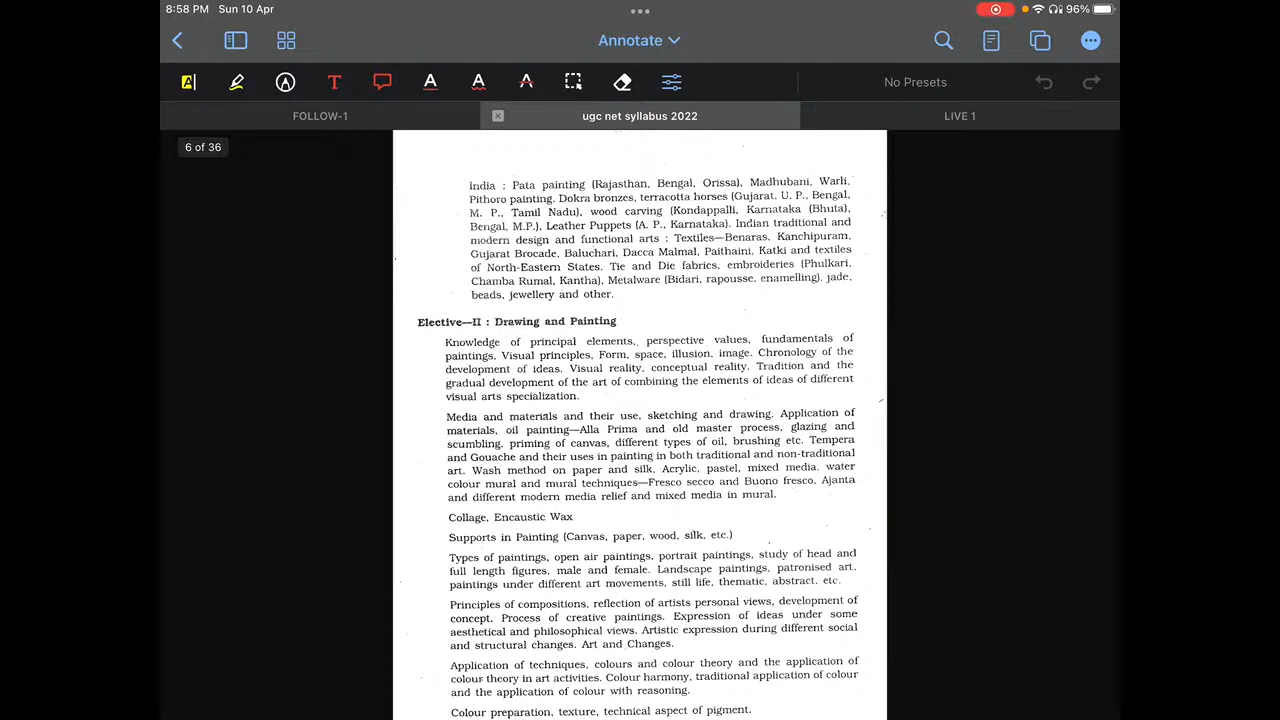 8:58 PM Sun 10 Apr
96%
Annotate
A
A
T
A
A
A
No Presets
FOLLOW-1
ugc net syllabus 2022
LIVE 1
6 of 36
India : Pata painting (Rajasthan, Bengal, Orissa), Madhubani, Warli,
Pithoro painting. Dokra bronzes, terracotta horses (Gujarat, U. P., Bengal,
M. P., Tamil Nadu), wood carving (Kondappalli, Karnataka (Bhuta),
Bengal, M.P.), Leather Puppets (A. P., Karnataka). Indian traditional and
modern design and functional arts : Textiles—Benaras, Kanchipuram,
Gujarat Brocade, Baluchari, Dacca Malmal, Paithaini, Katki and textiles
of North-Eastern States. Tie and Die fabrics, embroideries (Phulkari,
Chamba Rumal, Kantha), Metalware (Bidari, rapousse, enamelling), jade,
beads, jewellery and other.
Elective—II : Drawing and Painting
Knowledge of principal elements, perspective values, fundamentals of
paintings. Visual principles, Form, space, illusion, image. Chronology of the
development of ideas. Visual reality, conceptual reality. Tradition and the
gradual development of the art of combining the elements of ideas of different
visual arts specialization.
Media and materials and their use, sketching and drawing. Application of
materials, oil painting—Alla Prima and old master process, glazing and
scumbling, priming of canvas, different types of oil, brushing etc. Tempera
and Gouache and their uses in painting in both traditional and non-traditional
art. Wash method on paper and silk, Acrylic, pastel, mixed media, water
colour mural and mural techniques—Fresco secco and Buono fresco, Ajanta
and different modern media relief and mixed media in mural.
Collage, Encaustic Wax
Supports in Painting (Canvas, paper, wood, silk, etc.)
Types of paintings, open air paintings, portrait paintings, study of head and
full length figures, male and female. Landscape paintings, patronised art,
paintings under different art movements, still life, thematic, abstract, etc.
Principles of compositions, reflection of artists personal views, development of
concept. Process of creative paintings. Expression of ideas under some
aesthetical and philosophical views. Artistic expression during different social
and structural changes. Art and Changes.
Application of techniques, colours and colour theory and the application of
colour theory in art activities. Colour harmony, traditional application of colour
and the application of colour with reasoning.
Colour preparation, texture, technical aspect of pigment.